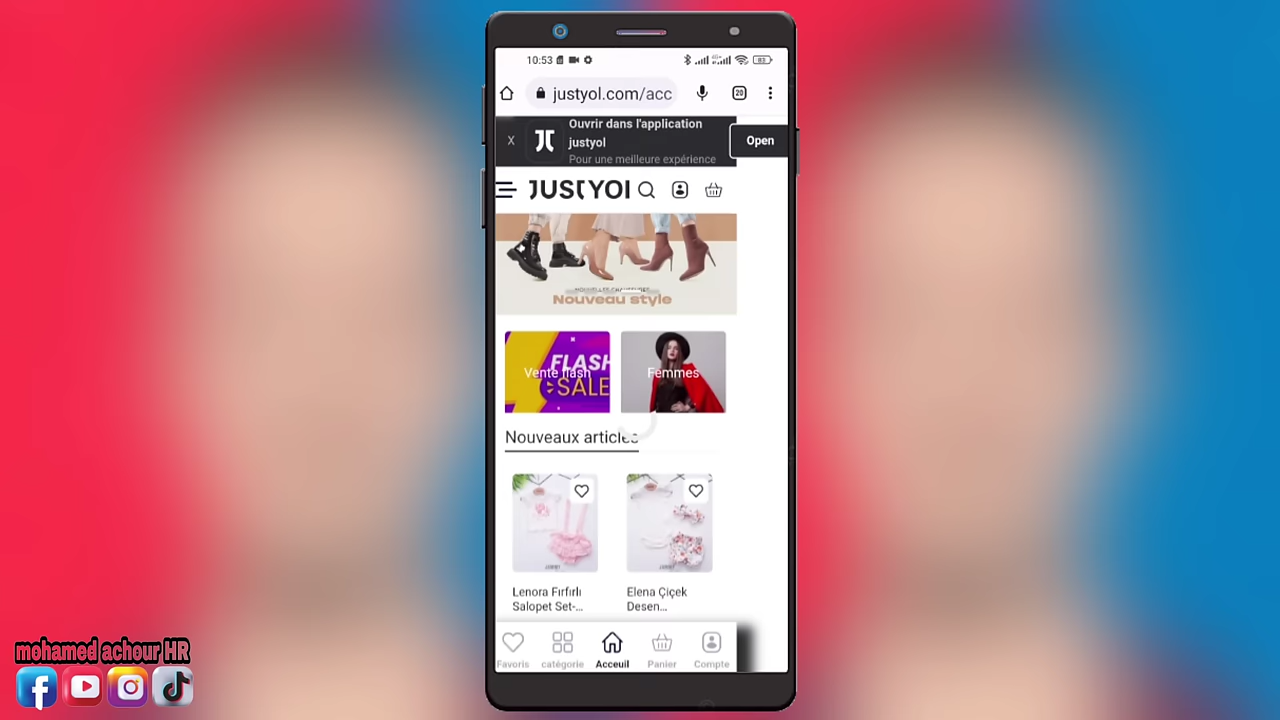 10:53
83
justyol.com/acc
20
Ouvrir dans l'application
justyol
Pour une meilleure expérience
X
Open
JUSTYOL
Nouveau style
FLASH
SALE
Vente flash
Femmes
Nouveaux articles
Lenora Fırfırlı
Salopet Set-...
Elena Çiçek
Desen...
Favoris
catégorie
Acceuil
Panier
Compte
mohamed achour HR